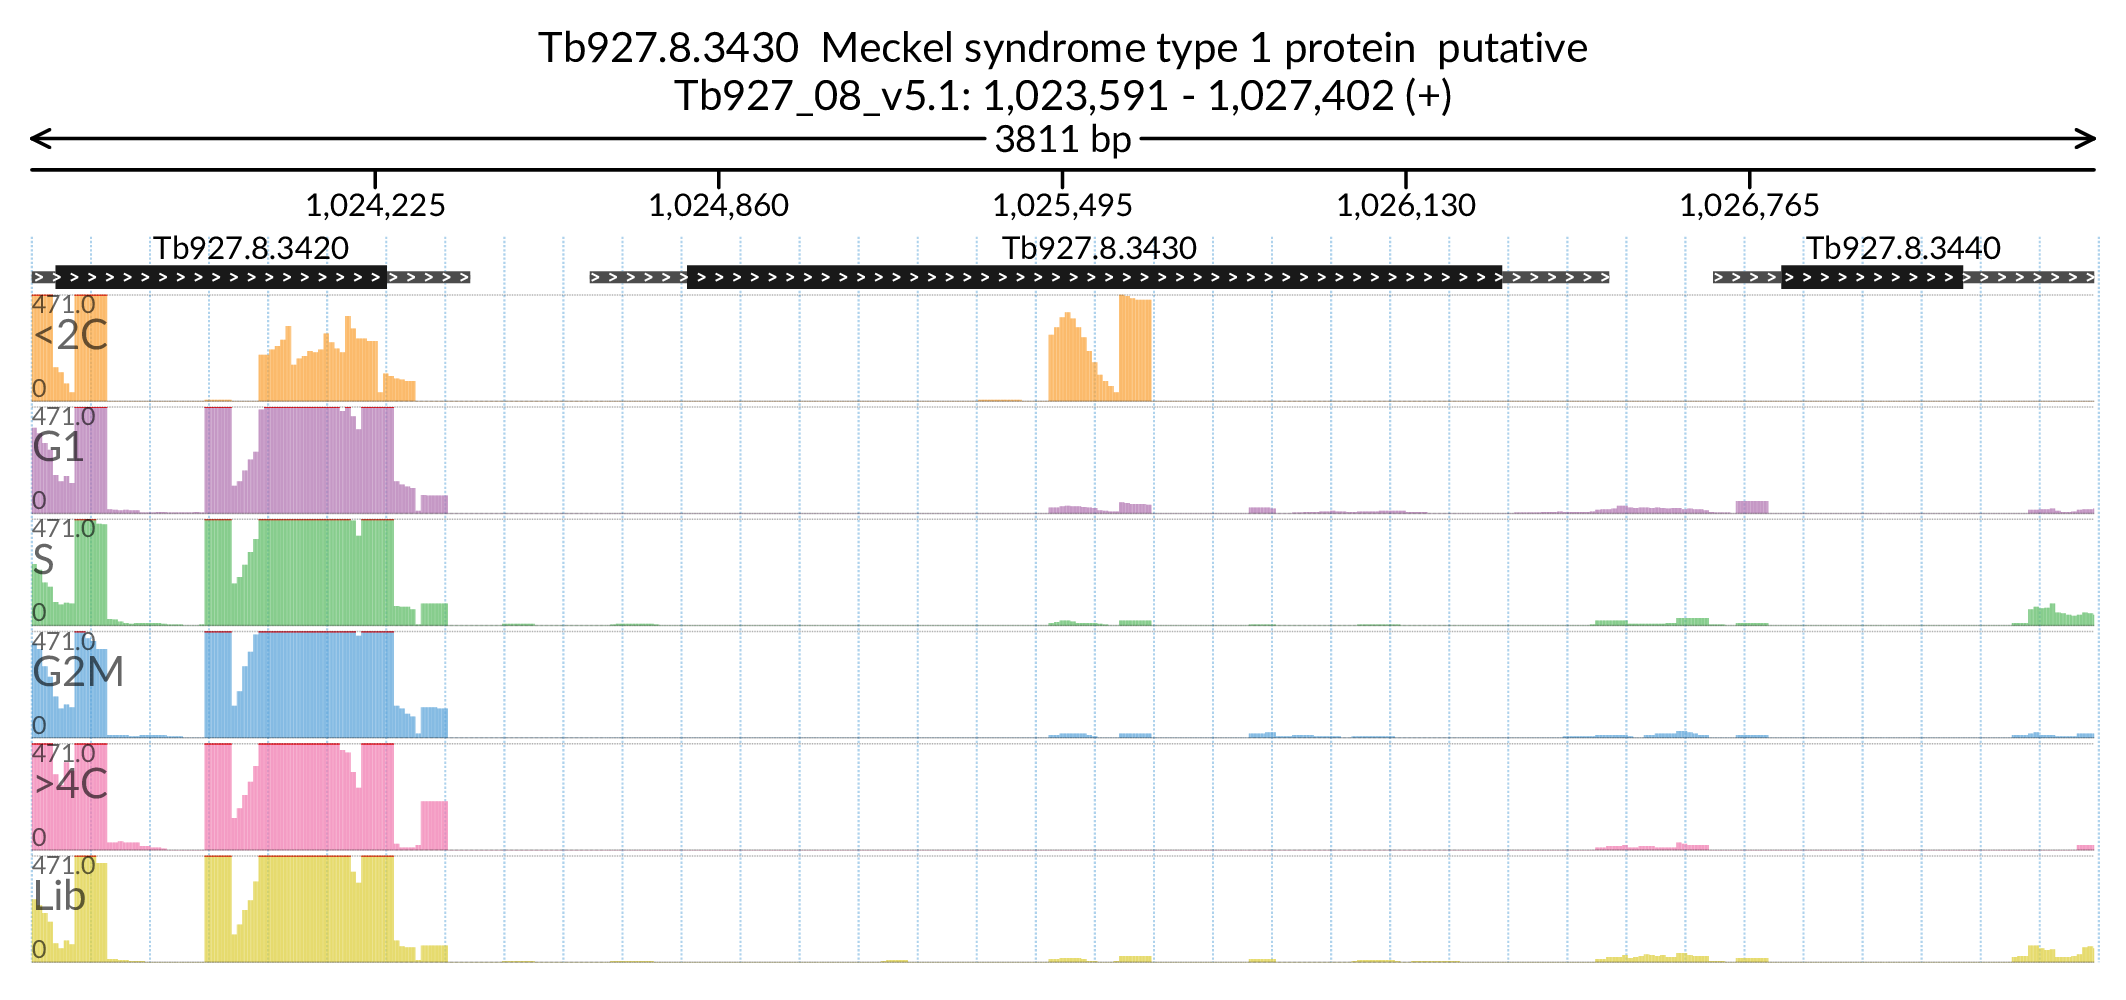 Tb927.8.3430  Meckel syndrome type 1 protein  putative
Tb927_08_v5.1: 1,023,591 - 1,027,402 (+)
3811 bp
1,024,225 1,024,860 1,025,495 1,026,130 1,026,765
Tb927.8.3420 Tb927.8.3430 Tb927.8.3440
471.0
<2C
0
471.0
G1
0
471.0
S
0
471.0
G2M
0
471.0
>4C
0
471.0
Lib
0